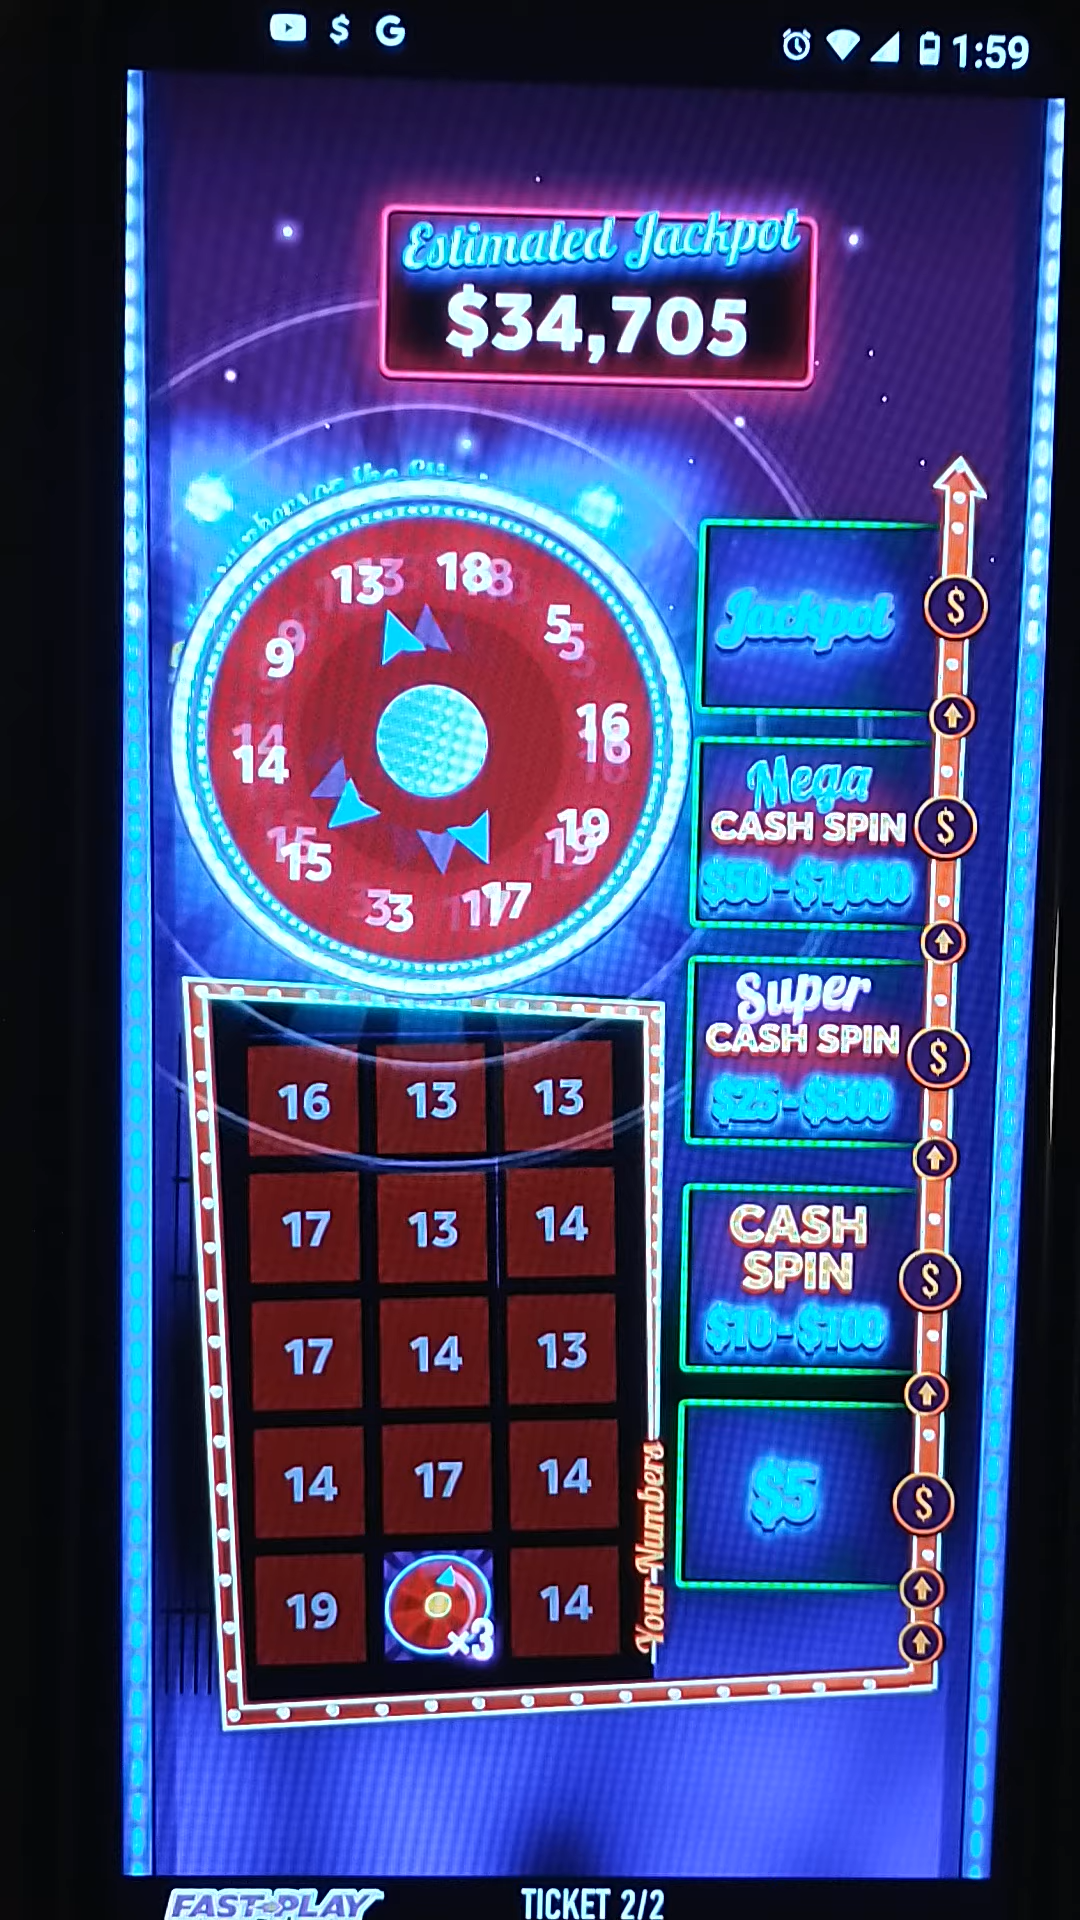 1:59
Estimated Jackpot
$34,705
13 18
9 5
14 16
15 19
3 17
Jackpot
Mega
CASH SPIN
$50-$1,000
Super
CASH SPIN
$25-$500
CASH
SPIN
$10-$100
$5
16 13 13
17 13 14
17 14 13
14 17 14
19 x3 14
Your Numbers
FAST PLAY
TICKET 2/2